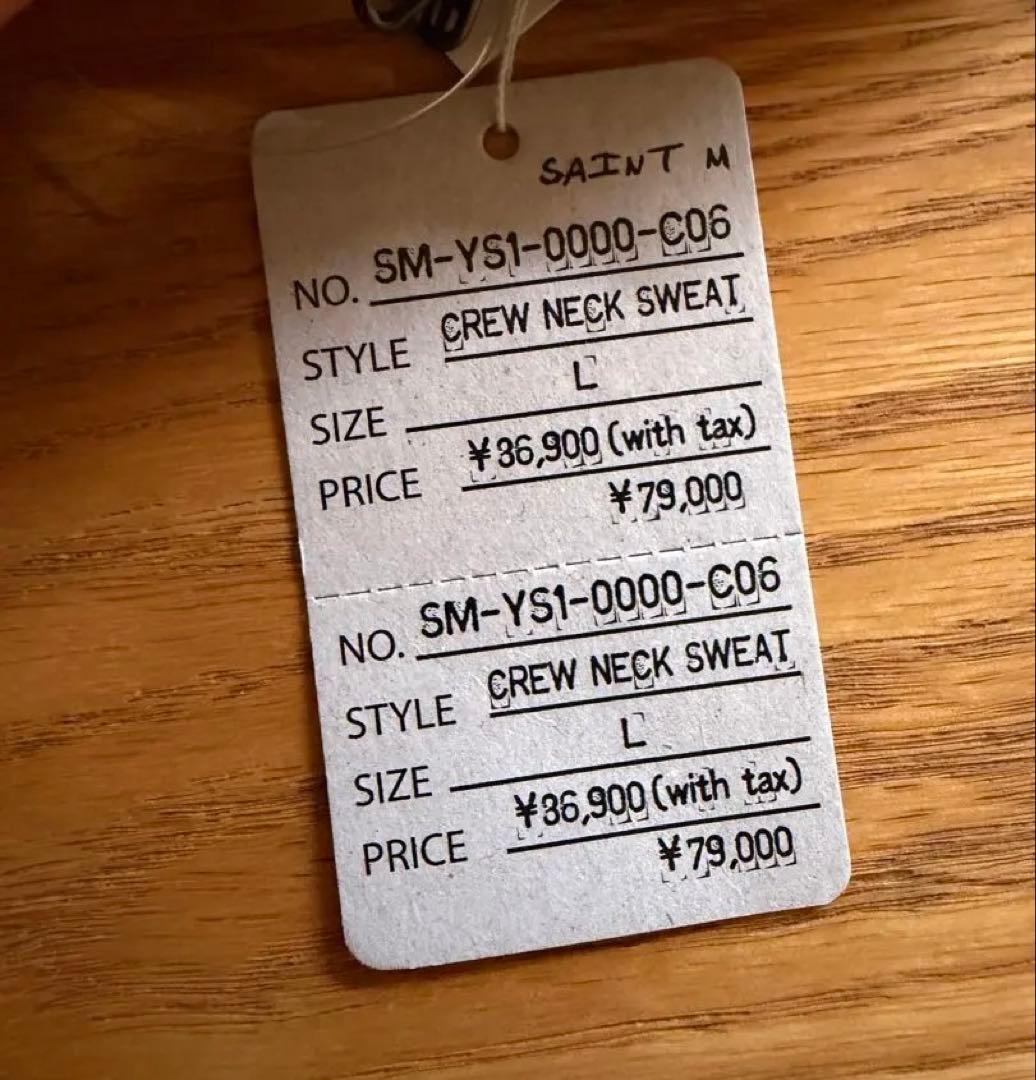 SAINT M
NO. SM-YS1-0000-C06
STYLE CREW NECK SWEAT
SIZE L
PRICE ¥36,900(with tax)
¥79,000
NO. SM-YS1-0000-C06
STYLE CREW NECK SWEAT
SIZE L
PRICE ¥36,900(with tax)
¥79,000